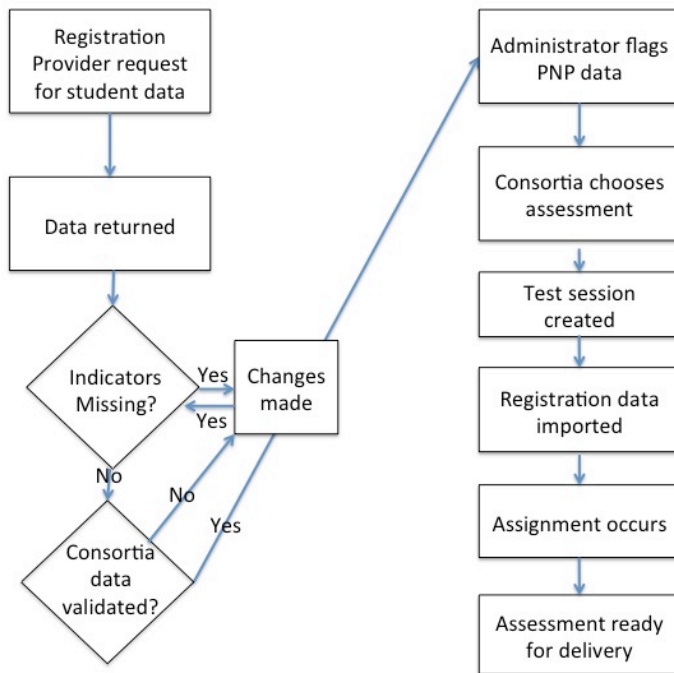 Registration
Provider request
for student data
Data returned
Indicators
Missing?
Yes
Yes
Changes
made
No
No
Yes
Consortia
data
validated?
Administrator flags
PNP data
Consortia chooses
assessment
Test session
created
Registration data
imported
Assignment occurs
Assessment ready
for delivery